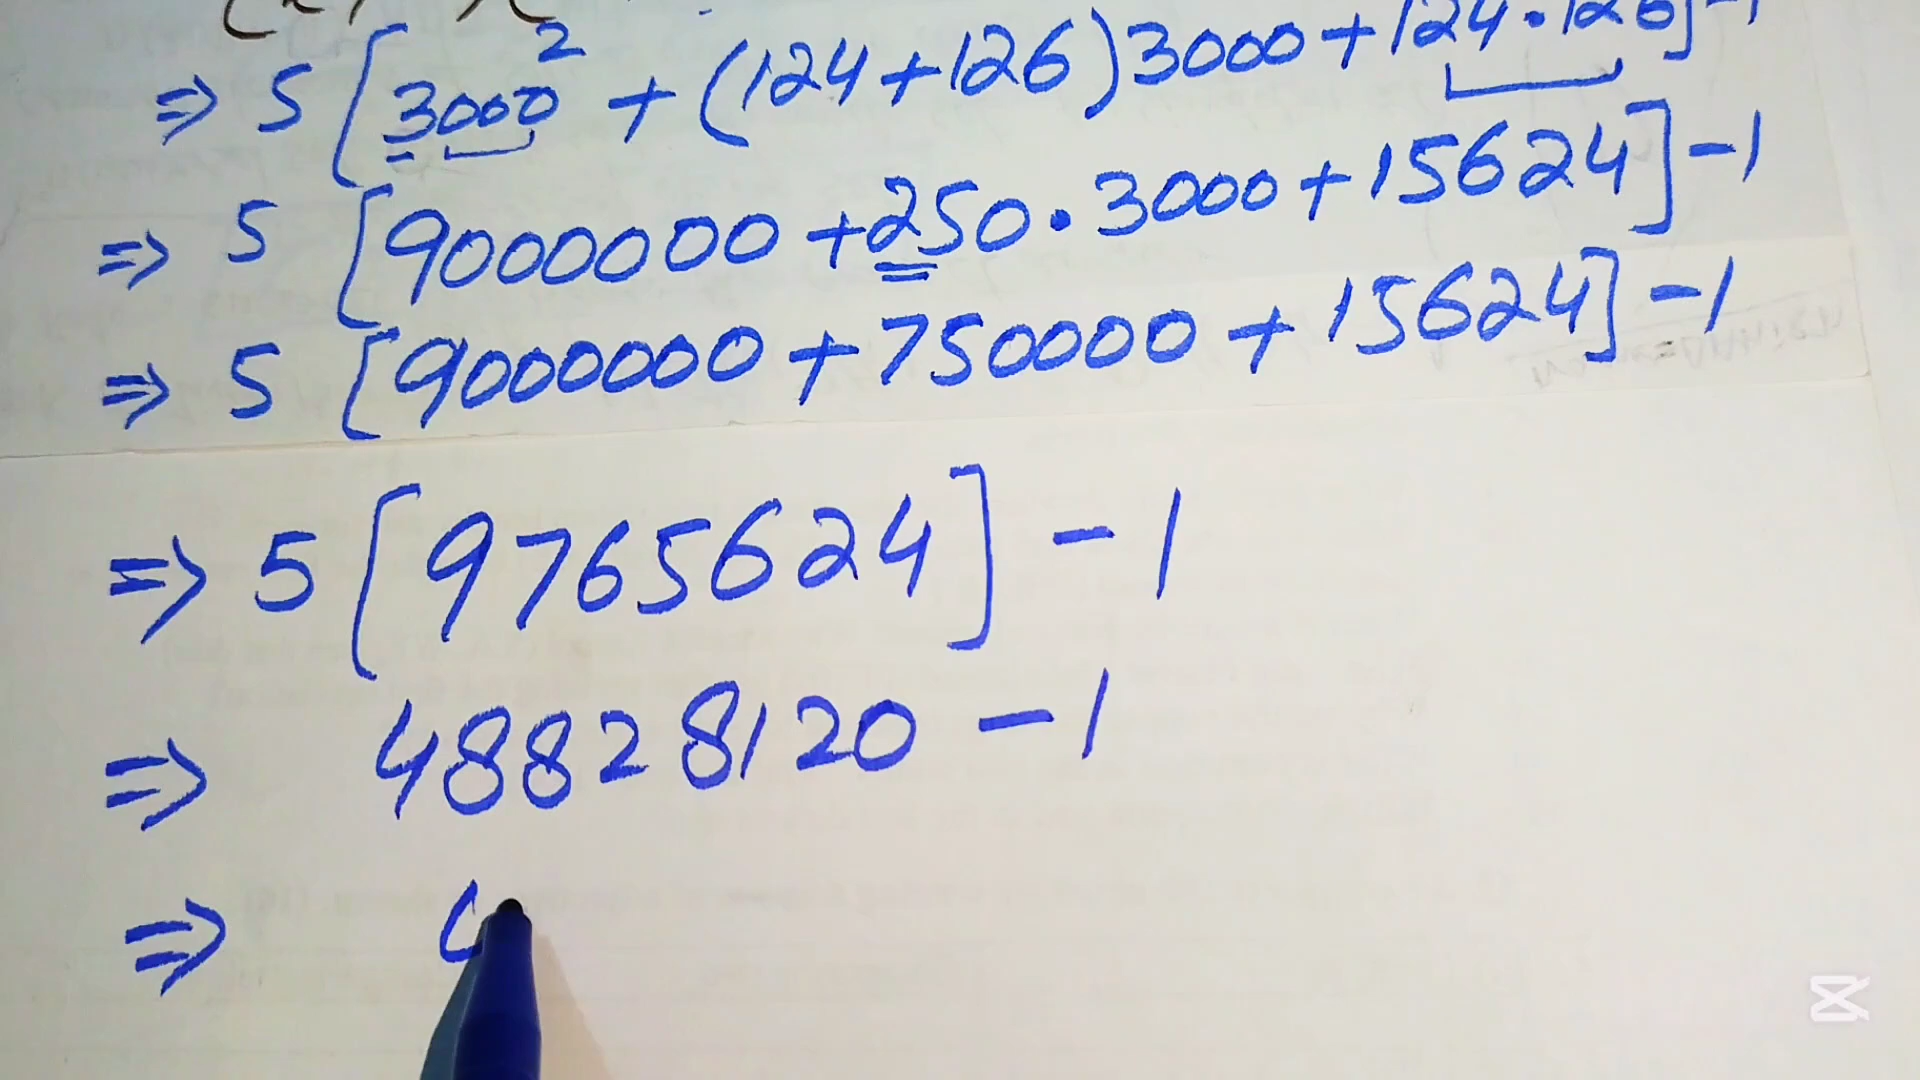 ⇒ 5 [3000² + (124+126)3000+124·126]-1
⇒ 5 [9000000 +250·3000+15624]-1
⇒ 5 [9000000+750000+15624]-1
⇒ 5[9765624] -1
⇒ 48828120 -1
⇒